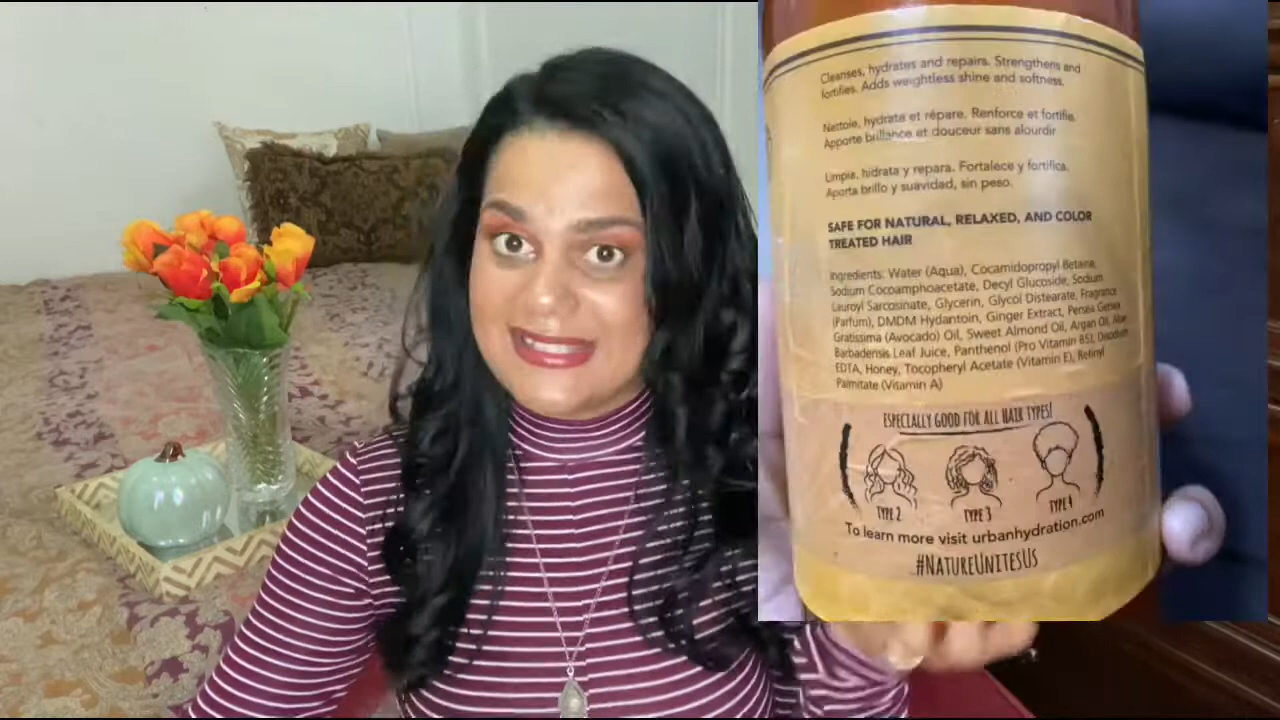 Cleanses, hydrates and repairs. Strengthens and
fortifies. Adds weightless shine and softness.
Nettoie, hydrate et répare. Renforce et fortifie.
Apporte brillance et douceur sans alourdir
Limpia, hidrata y repara. Fortalece y fortifica.
Aporta brillo y suavidad, sin peso.
SAFE FOR NATURAL, RELAXED, AND COLOR
TREATED HAIR
Ingredients: Water (Aqua), Cocamidopropyl Betaine,
Sodium Cocoamphoacetate, Decyl Glucoside, Sodium
Lauroyl Sarcosinate, Glycerin, Glycol Distearate, Fragrance
(Parfum), DMDM Hydantoin, Ginger Extract, Persea Gersea
Gratissima (Avocado) Oil, Sweet Almond Oil, Argan Oil, Aloe
Barbadensis Leaf Juice, Panthenol (Pro Vitamin B5), Disodium
EDTA, Honey, Tocopheryl Acetate (Vitamin E), Retinyl
Palmitate (Vitamin A)
ESPECIALLY GOOD FOR ALL HAIR TYPES!
TYPE 2 TYPE 3 TYPE 4
To learn more visit urbanhydration.com
#NATUREUNITESUS